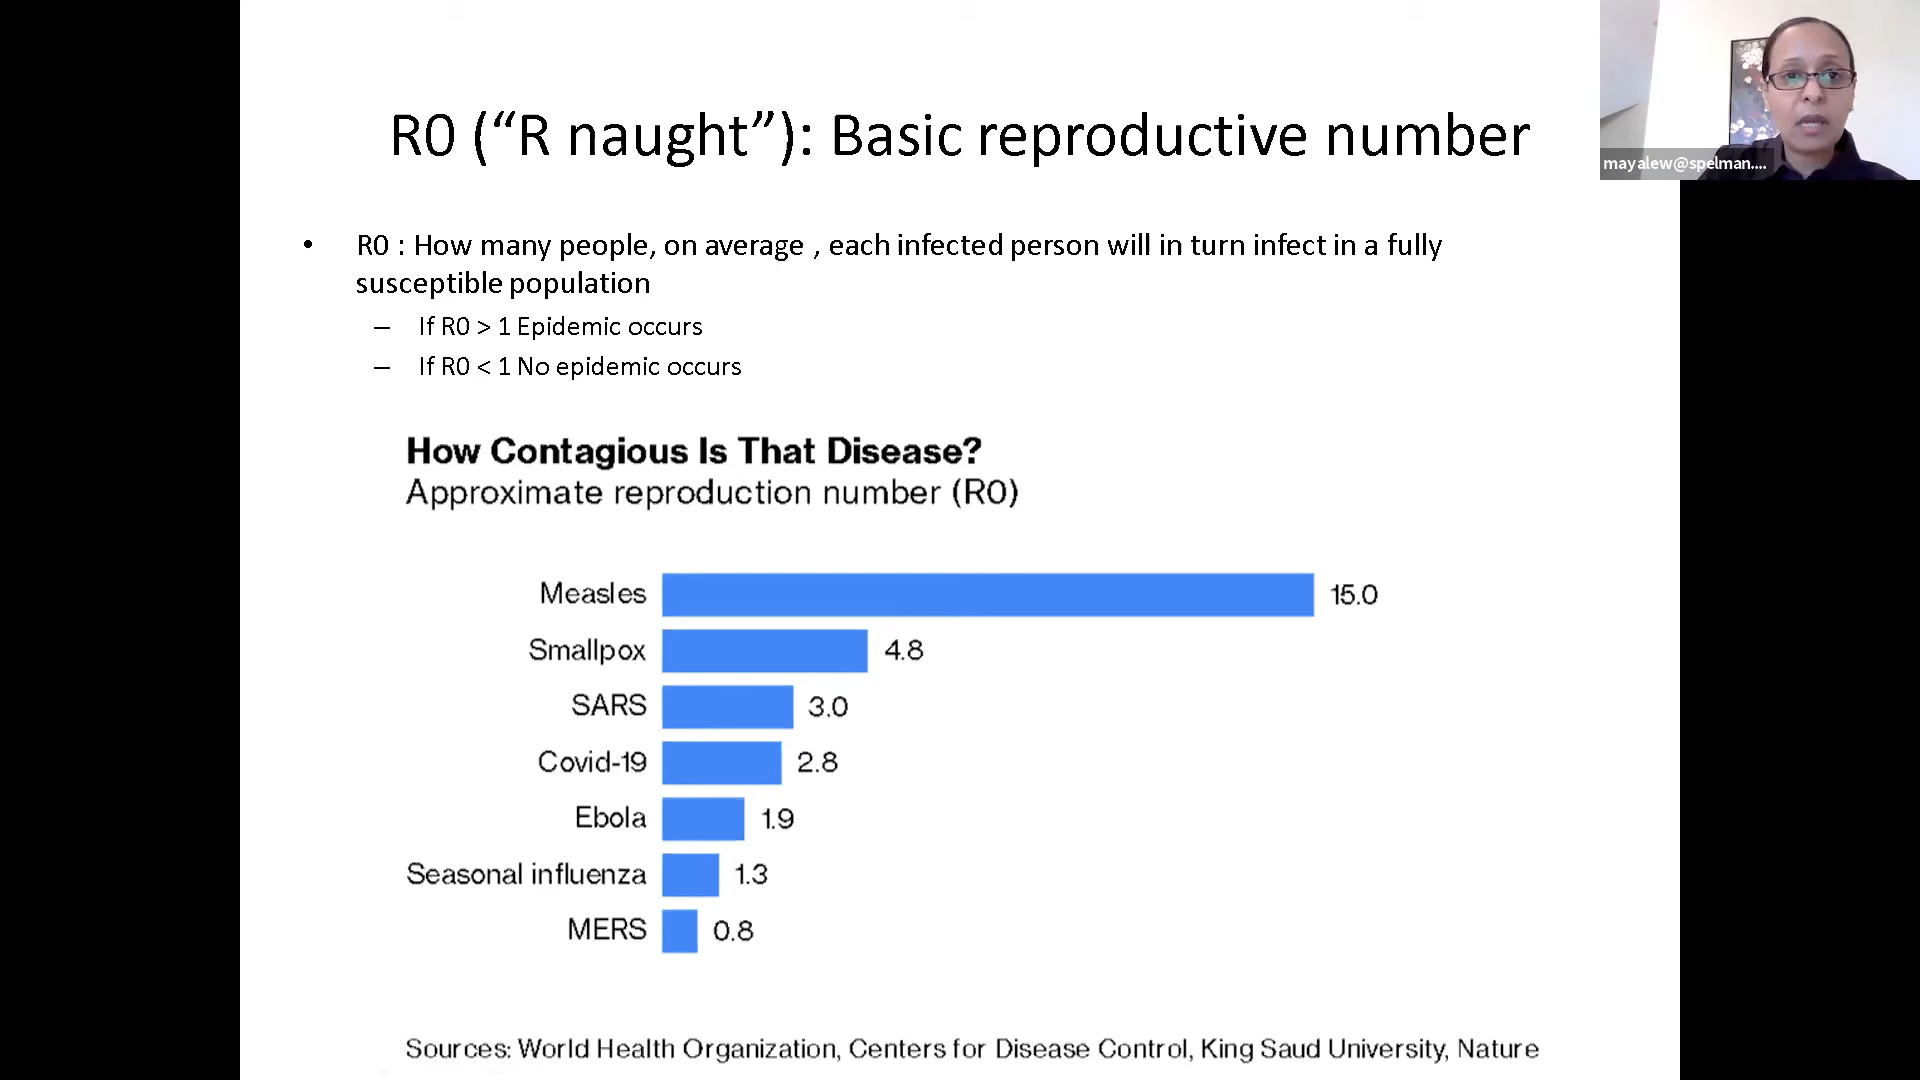 R0 (“R naught”): Basic reproductive number
mayalew@spelman....
• R0 : How many people, on average , each infected person will in turn infect in a fully
susceptible population
– If R0 > 1 Epidemic occurs
– If R0 < 1 No epidemic occurs
How Contagious Is That Disease?
Approximate reproduction number (R0)
Measles 15.0
Smallpox 4.8
SARS 3.0
Covid-19 2.8
Ebola 1.9
Seasonal influenza 1.3
MERS 0.8
Sources: World Health Organization, Centers for Disease Control, King Saud University, Nature